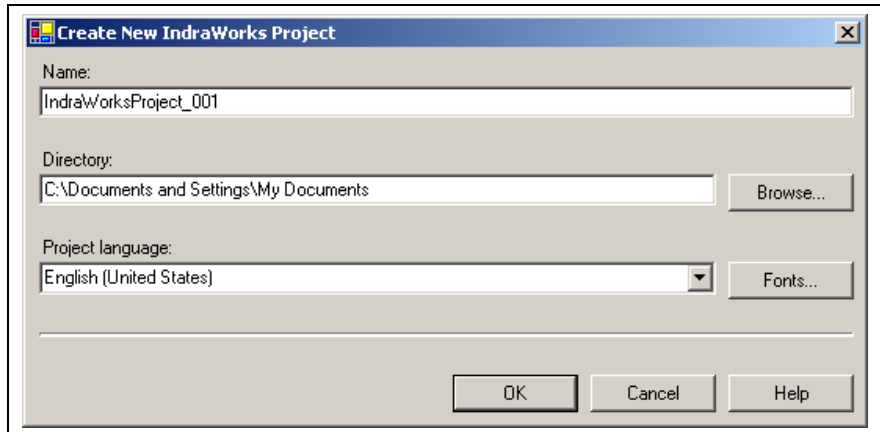 Create New IndraWorks Project
Name:
IndraWorksProject_001
Directory:
C:\Documents and Settings\My Documents
Browse...
Project language:
English (United States)
Fonts...
OK
Cancel
Help